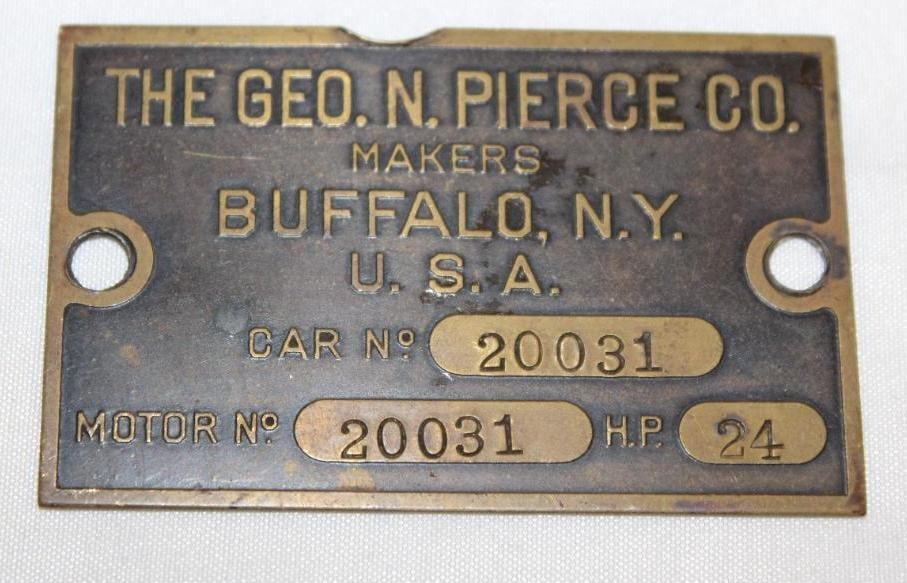 THE GEO. N. PIERCE CO.
MAKERS
BUFFALO, N.Y.
U. S. A.
CAR Nº 20031
MOTOR Nº 20031 H.P. 24